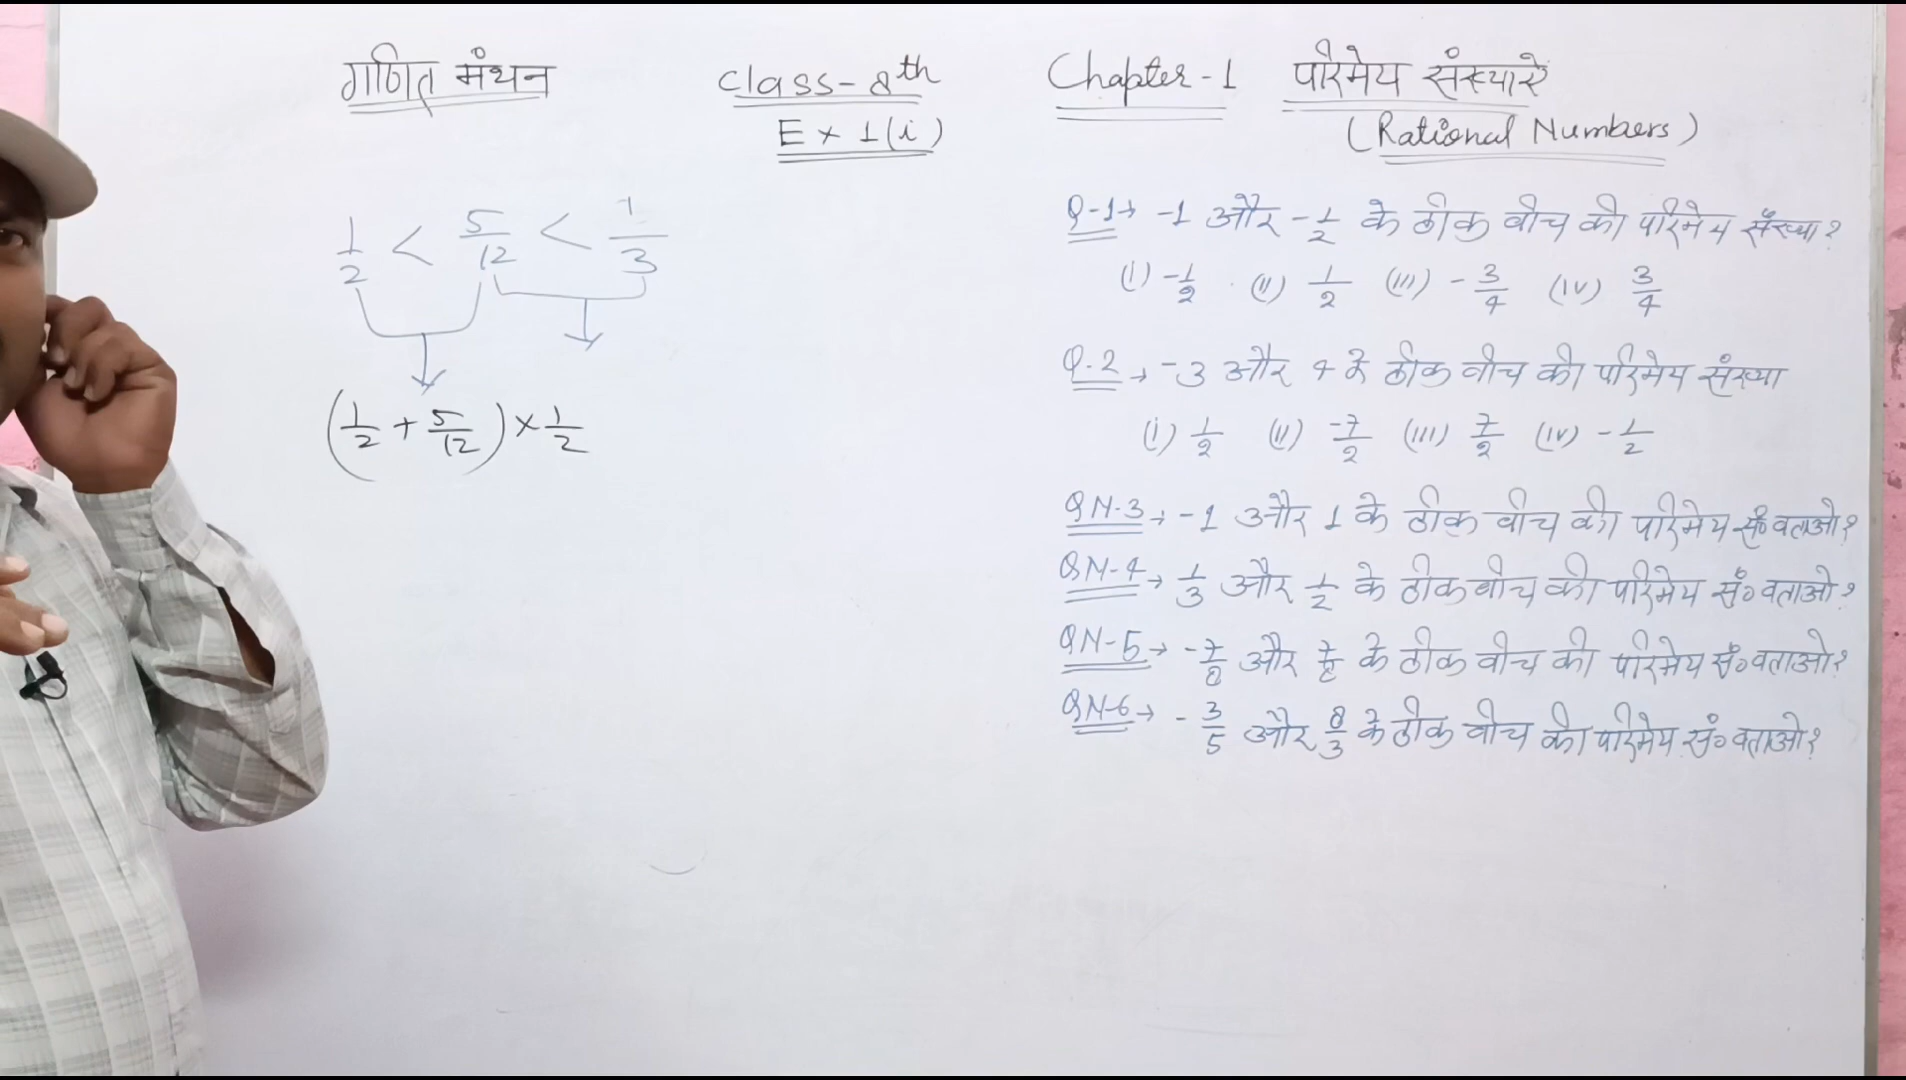 गणित मंथन
Class-8th
Ex 1(i)
Chapter-1 परिमेय संख्याऐं
(Rational Numbers)
1/2 < 5/12 < 1/3
(1/2 + 5/12) × 1/2
Q-1→ -1 और -1/2 के ठीक बीच की परिमेय संख्या?
(i) -1/2 (ii) 1/2 (iii) -3/4 (iv) 3/4
Q.2→ -3 और 4 के ठीक बीच की परिमेय संख्या
(i) 1/2 (ii) -7/2 (iii) 7/2 (iv) -1/2
QN-3→ -1 और 1 के ठीक बीच की परिमेय सं० बताओ?
QN-4→ 1/3 और 1/2 के ठीक बीच की परिमेय सं० बताओ?
QN-5→ -7/8 और 7/8 के ठीक बीच की परिमेय सं० बताओ?
QN-6→ -3/5 और 8/3 के ठीक बीच की परिमेय सं० बताओ?